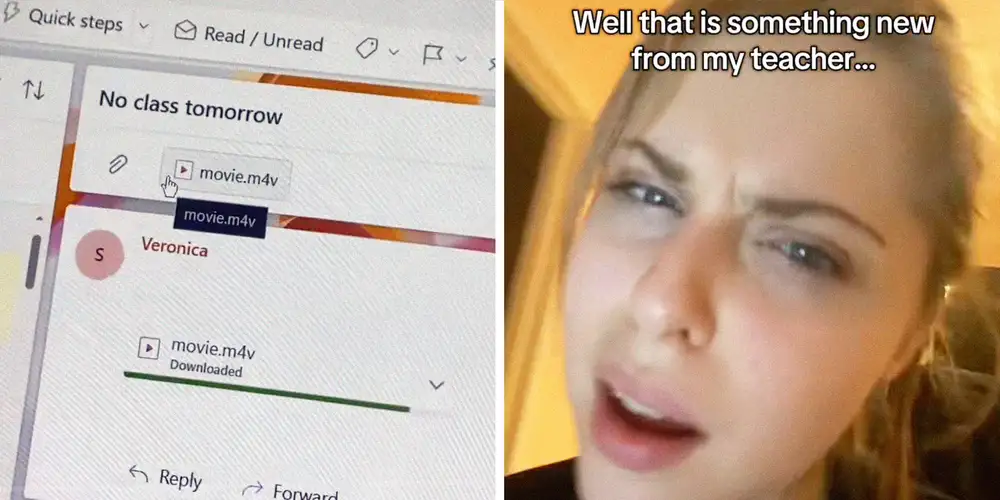 Quick steps
Read / Unread
No class tomorrow
movie.m4v
movie.m4v
S
Veronica
movie.m4v
Downloaded
Reply
Forward
Well that is something new
from my teacher...